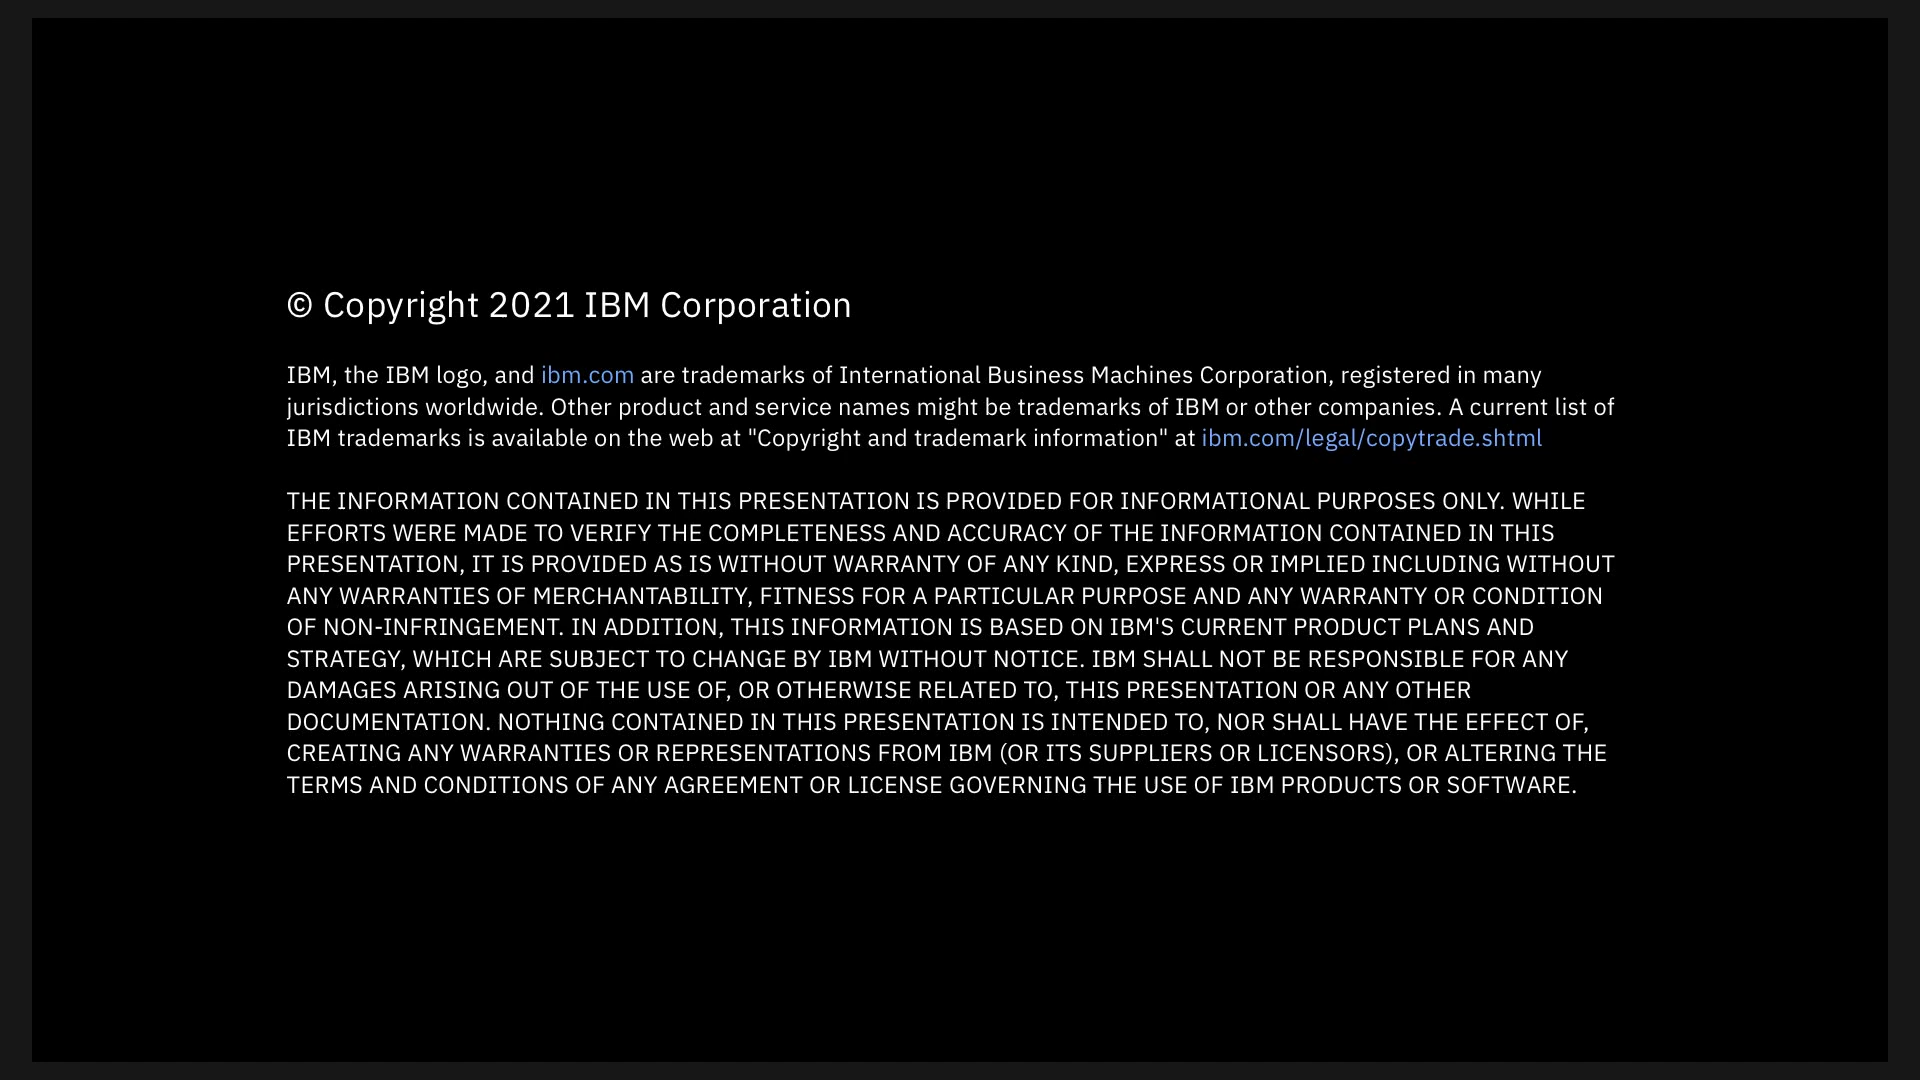 © Copyright 2021 IBM Corporation
IBM, the IBM logo, and ibm.com are trademarks of International Business Machines Corporation, registered in many
jurisdictions worldwide. Other product and service names might be trademarks of IBM or other companies. A current list of
IBM trademarks is available on the web at "Copyright and trademark information" at ibm.com/legal/copytrade.shtml
THE INFORMATION CONTAINED IN THIS PRESENTATION IS PROVIDED FOR INFORMATIONAL PURPOSES ONLY. WHILE
EFFORTS WERE MADE TO VERIFY THE COMPLETENESS AND ACCURACY OF THE INFORMATION CONTAINED IN THIS
PRESENTATION, IT IS PROVIDED AS IS WITHOUT WARRANTY OF ANY KIND, EXPRESS OR IMPLIED INCLUDING WITHOUT
ANY WARRANTIES OF MERCHANTABILITY, FITNESS FOR A PARTICULAR PURPOSE AND ANY WARRANTY OR CONDITION
OF NON-INFRINGEMENT. IN ADDITION, THIS INFORMATION IS BASED ON IBM'S CURRENT PRODUCT PLANS AND
STRATEGY, WHICH ARE SUBJECT TO CHANGE BY IBM WITHOUT NOTICE. IBM SHALL NOT BE RESPONSIBLE FOR ANY
DAMAGES ARISING OUT OF THE USE OF, OR OTHERWISE RELATED TO, THIS PRESENTATION OR ANY OTHER
DOCUMENTATION. NOTHING CONTAINED IN THIS PRESENTATION IS INTENDED TO, NOR SHALL HAVE THE EFFECT OF,
CREATING ANY WARRANTIES OR REPRESENTATIONS FROM IBM (OR ITS SUPPLIERS OR LICENSORS), OR ALTERING THE
TERMS AND CONDITIONS OF ANY AGREEMENT OR LICENSE GOVERNING THE USE OF IBM PRODUCTS OR SOFTWARE.